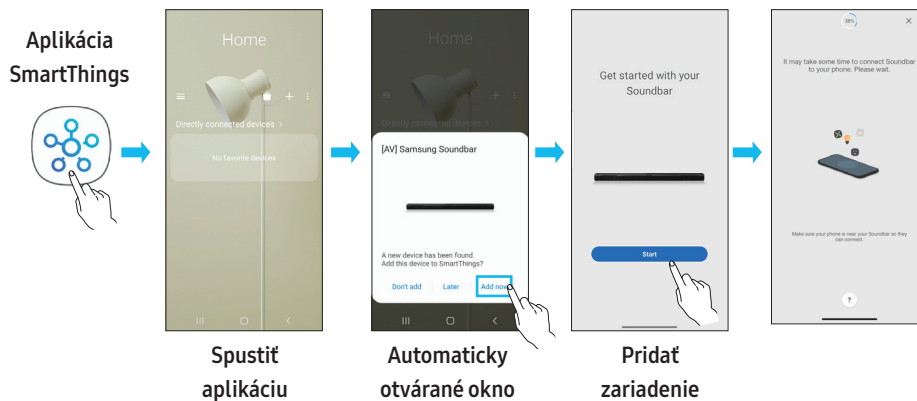 Aplikácia
SmartThings
Home
Directly connected devices >
No favorite devices
Spustiť
aplikáciu
Home
Directly connected devices >
[AV] Samsung Soundbar
A new device has been found.
Add this device to SmartThings?
Don't add Later Add now
Automaticky
otvárané okno
Get started with your
Soundbar
Start
Pridať
zariadenie
38%
It may take some time to connect Soundbar
to your phone. Please wait.
Make sure your phone is near your Soundbar so they
can connect.
?